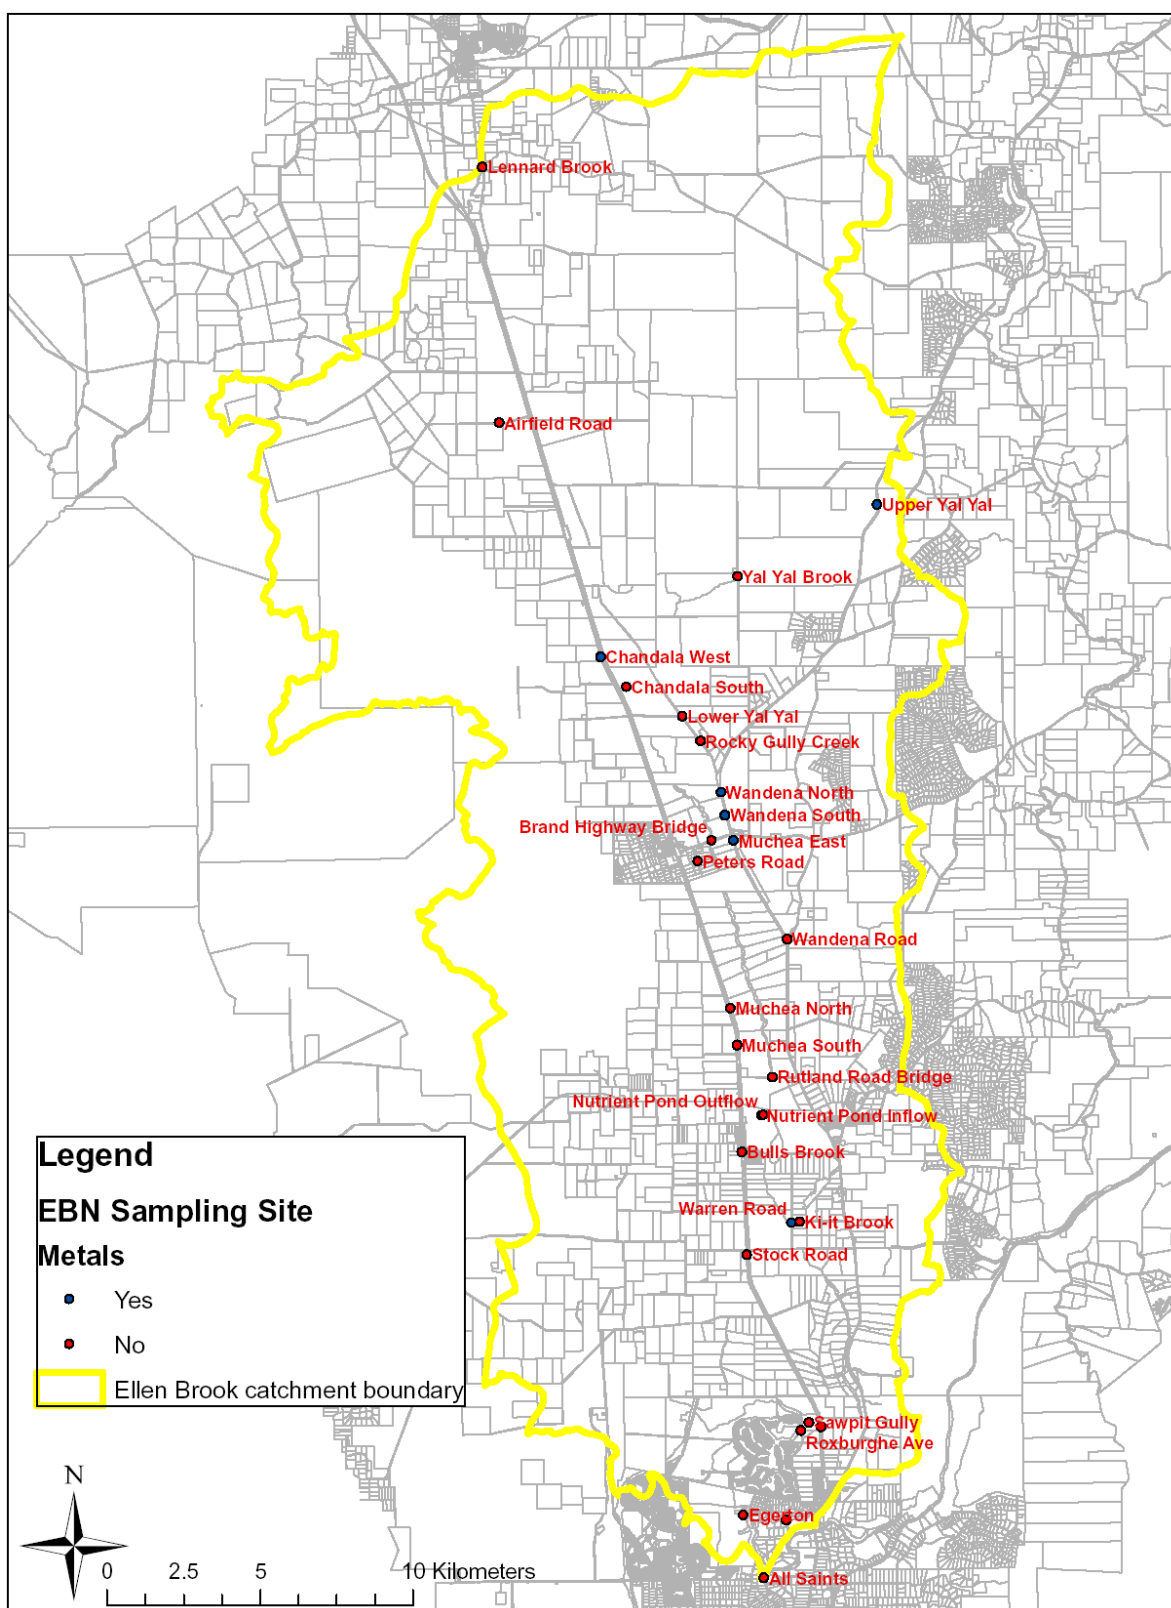 Lennard Brook
Airfield Road
Upper Yal Yal
Yal Yal Brook
Chandala West
Chandala South
Lower Yal Yal
Rocky Gully Creek
Wandena North
Wandena South
Brand Highway Bridge
Muchea East
Peters Road
Wandena Road
Muchea North
Muchea South
Rutland Road Bridge
Nutrient Pond Outflow
Nutrient Pond Inflow
Bulls Brook
Warren Road
Ki-it Brook
Stock Road
Sawpit Gully
Roxburghe Ave
Egerton
All Saints
Legend
EBN Sampling Site
Metals
Yes
No
Ellen Brook catchment boundary
N
0 2.5 5 10 Kilometers